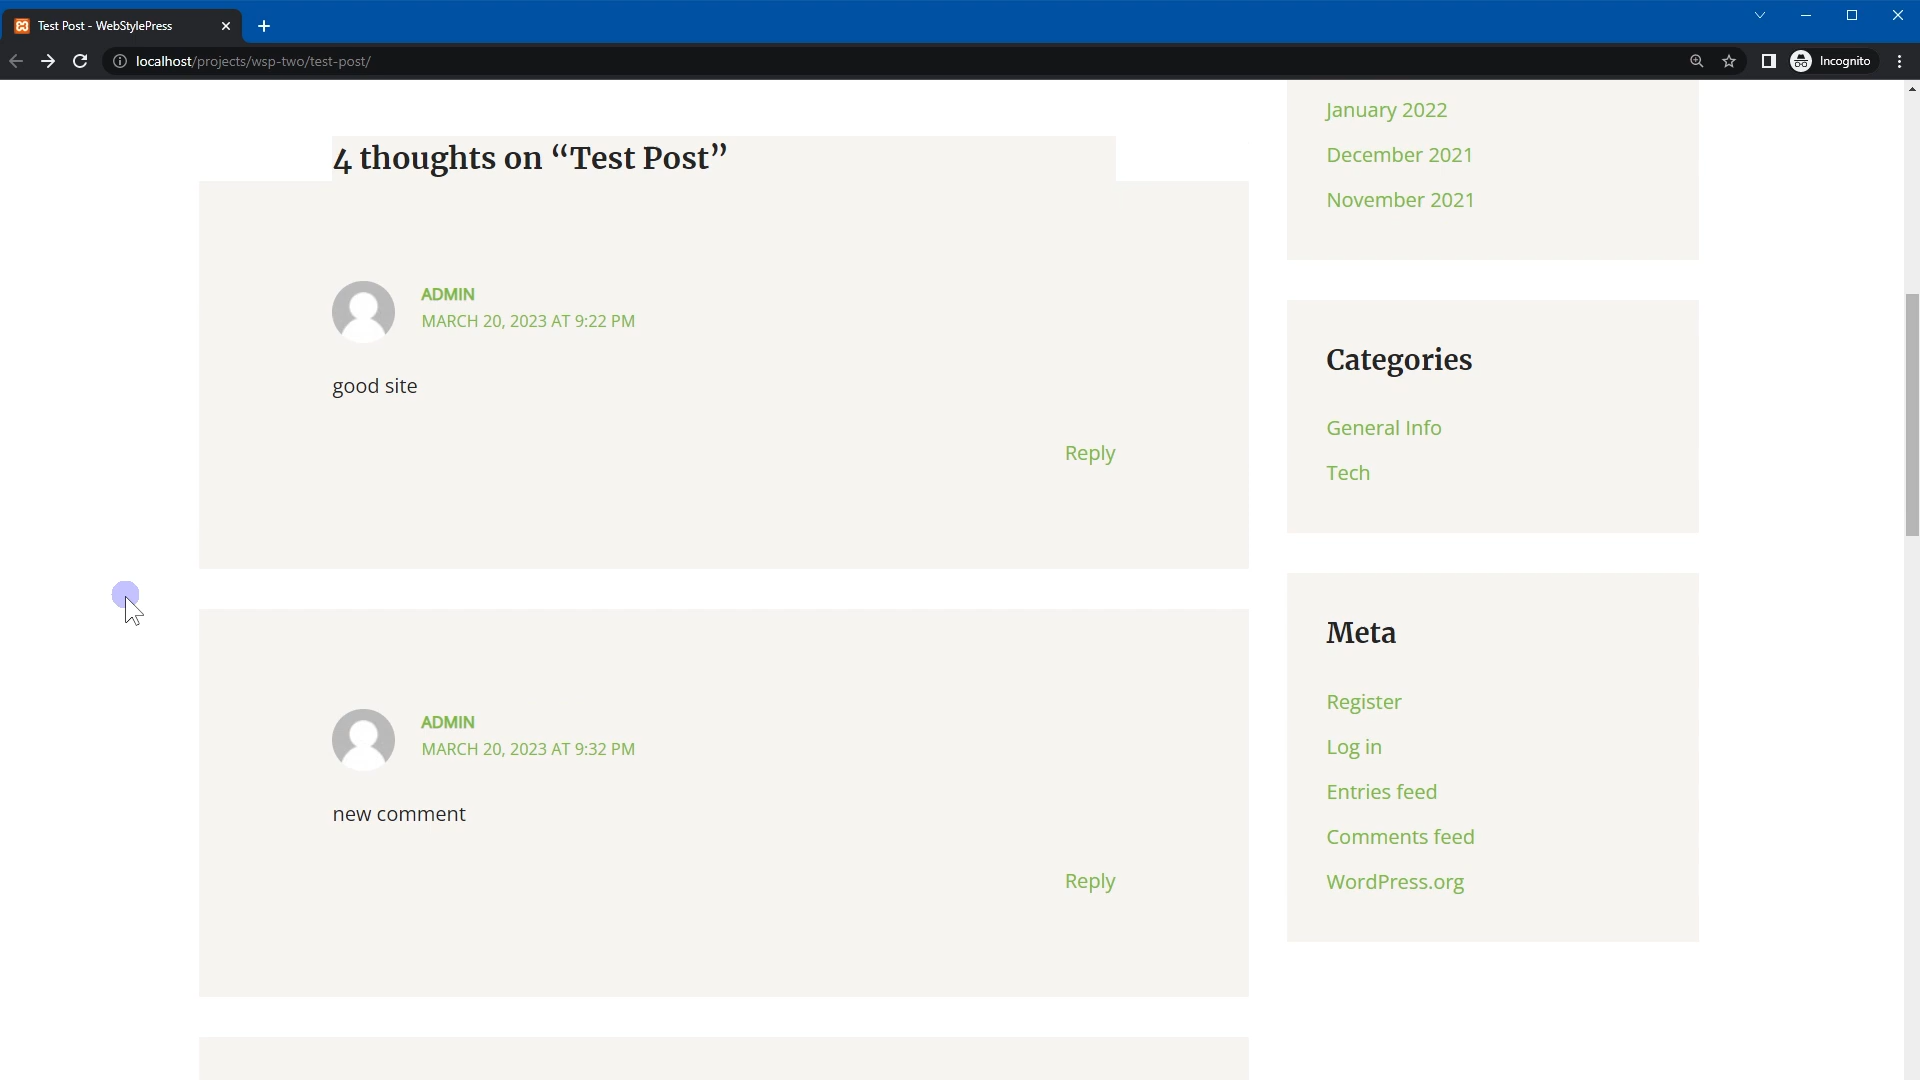 Test Post - WebStylePress
localhost/projects/wsp-two/test-post/
Incognito
4 thoughts on “Test Post”
ADMIN
MARCH 20, 2023 AT 9:22 PM
good site
Reply
ADMIN
MARCH 20, 2023 AT 9:32 PM
new comment
Reply
January 2022
December 2021
November 2021
Categories
General Info
Tech
Meta
Register
Log in
Entries feed
Comments feed
WordPress.org